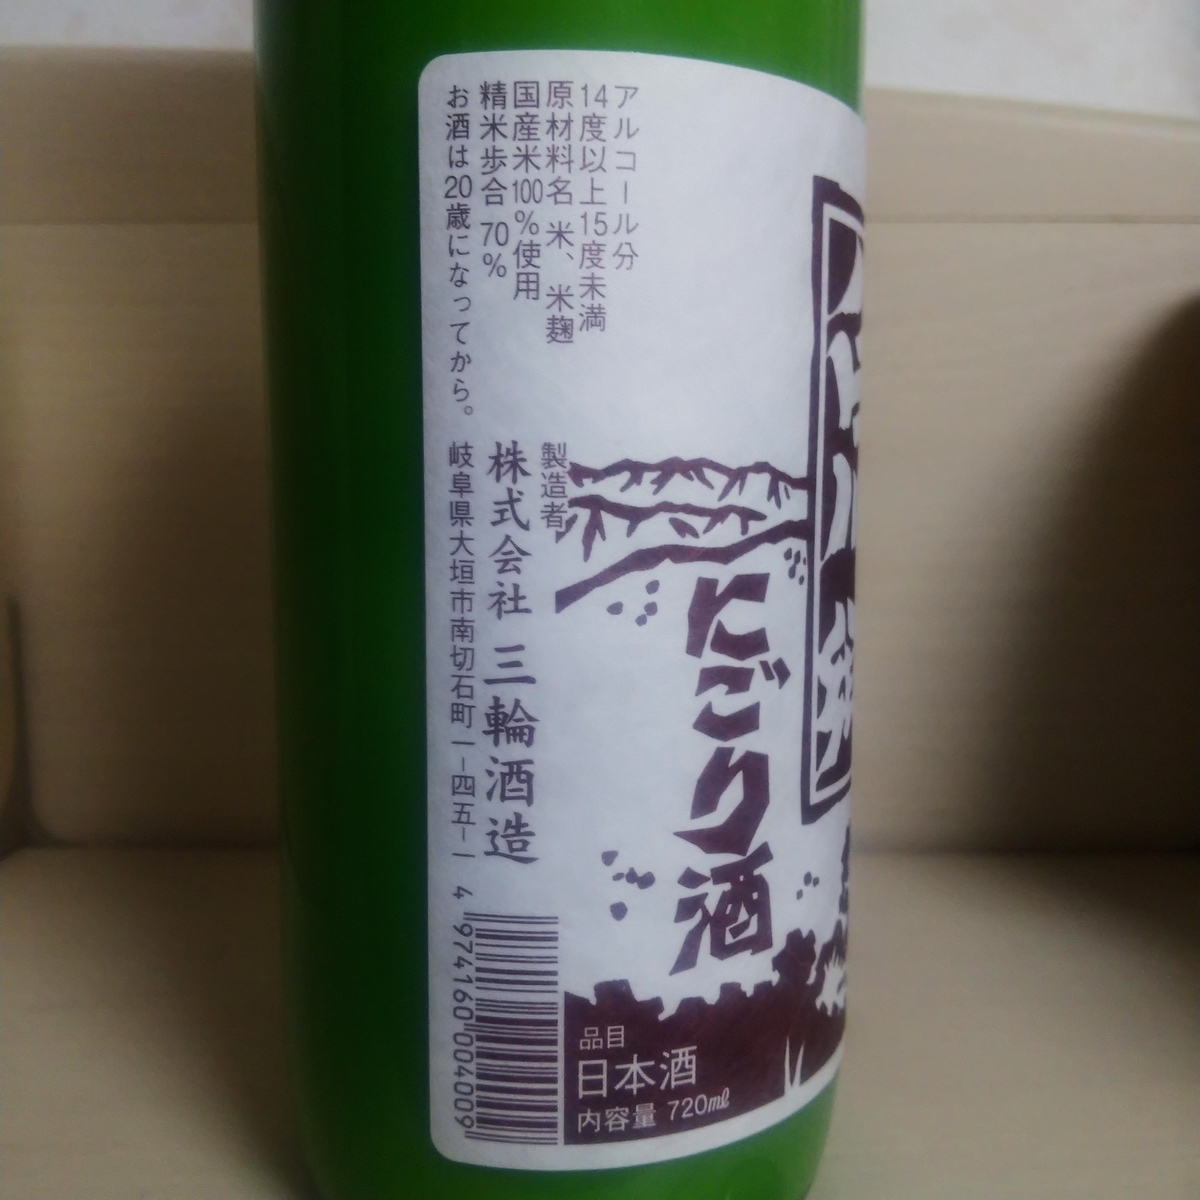 アルコール分
14度以上15度未満
原材料名 米、米麹
国産米100%使用
精米歩合 70%
お酒は20歳になってから。
にごり酒
製造者
株式会社 三輪酒造
岐阜県大垣市南切石町一ー四五ー一
4 974160 004009
品目
日本酒
内容量 720mℓ